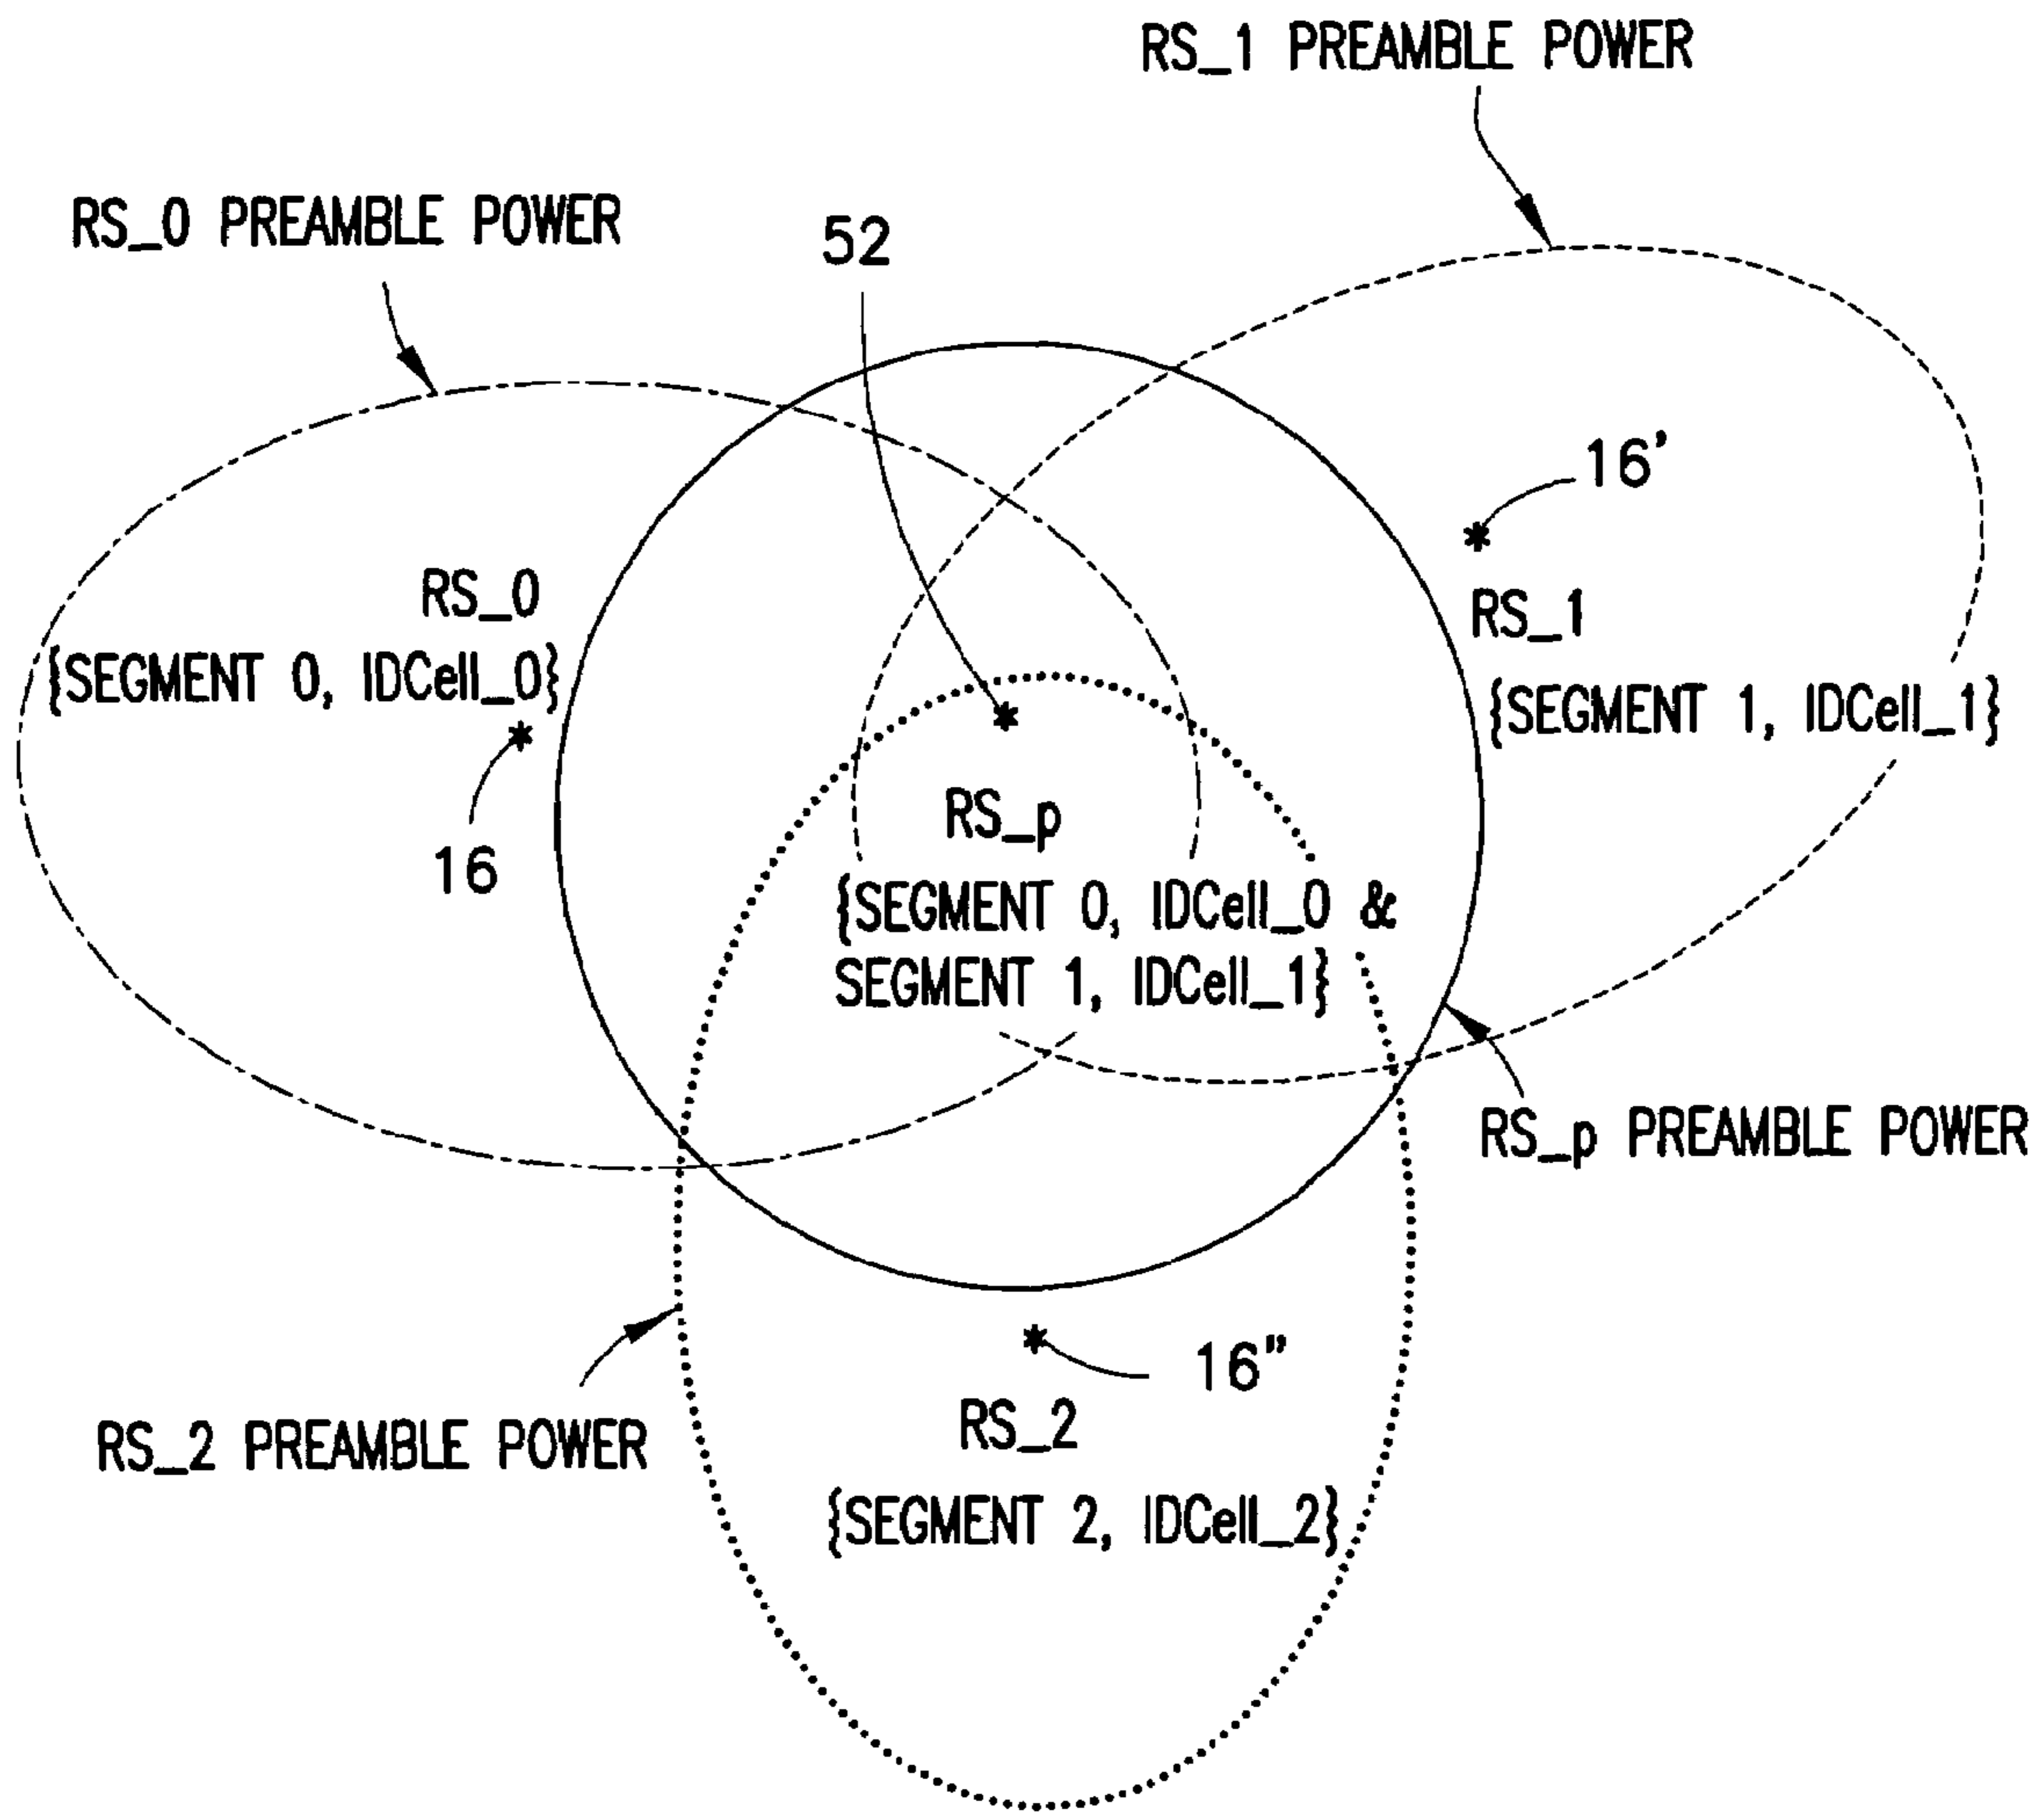 RS_1 PREAMBLE POWER
RS_0 PREAMBLE POWER
52
16'
RS_0
{SEGMENT 0, IDCell_0}
RS_1
{SEGMENT 1, IDCell_1}
16
RS_p
{SEGMENT 0, IDCell_0 &
SEGMENT 1, IDCell_1}
RS_p PREAMBLE POWER
16"
RS_2 PREAMBLE POWER
RS_2
{SEGMENT 2, IDCell_2}